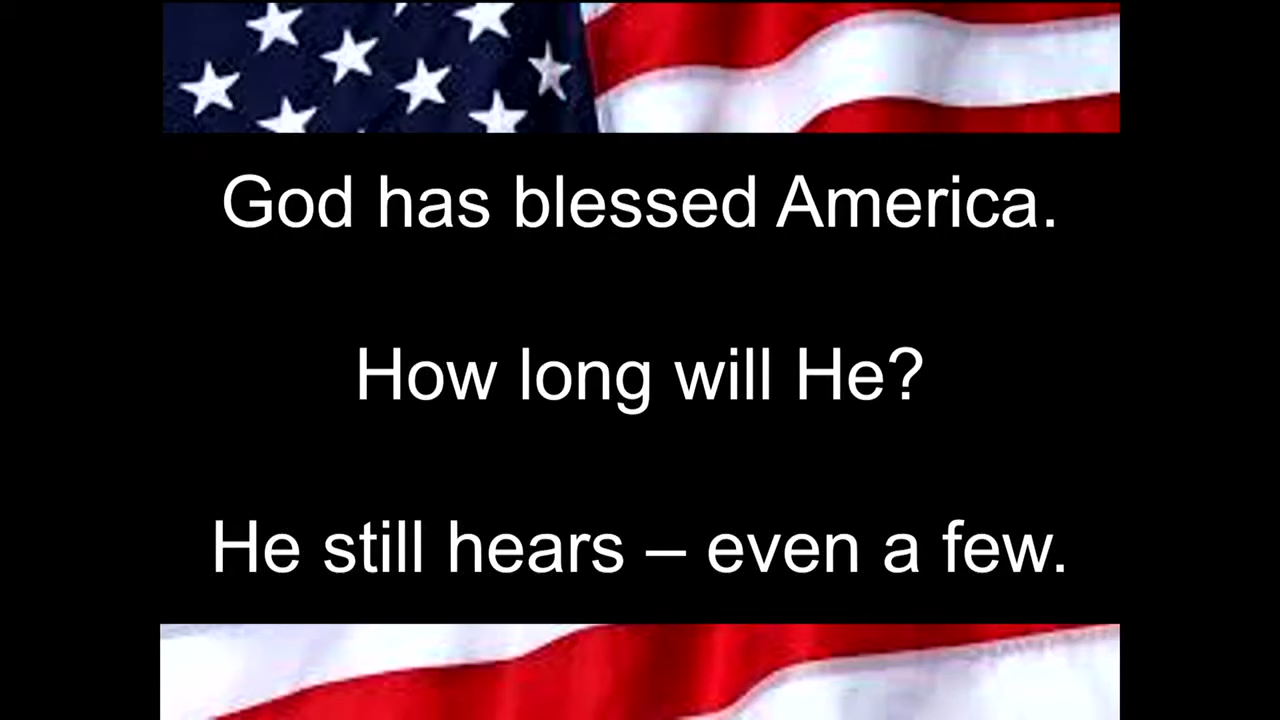 God has blessed America.
How long will He?
He still hears – even a few.